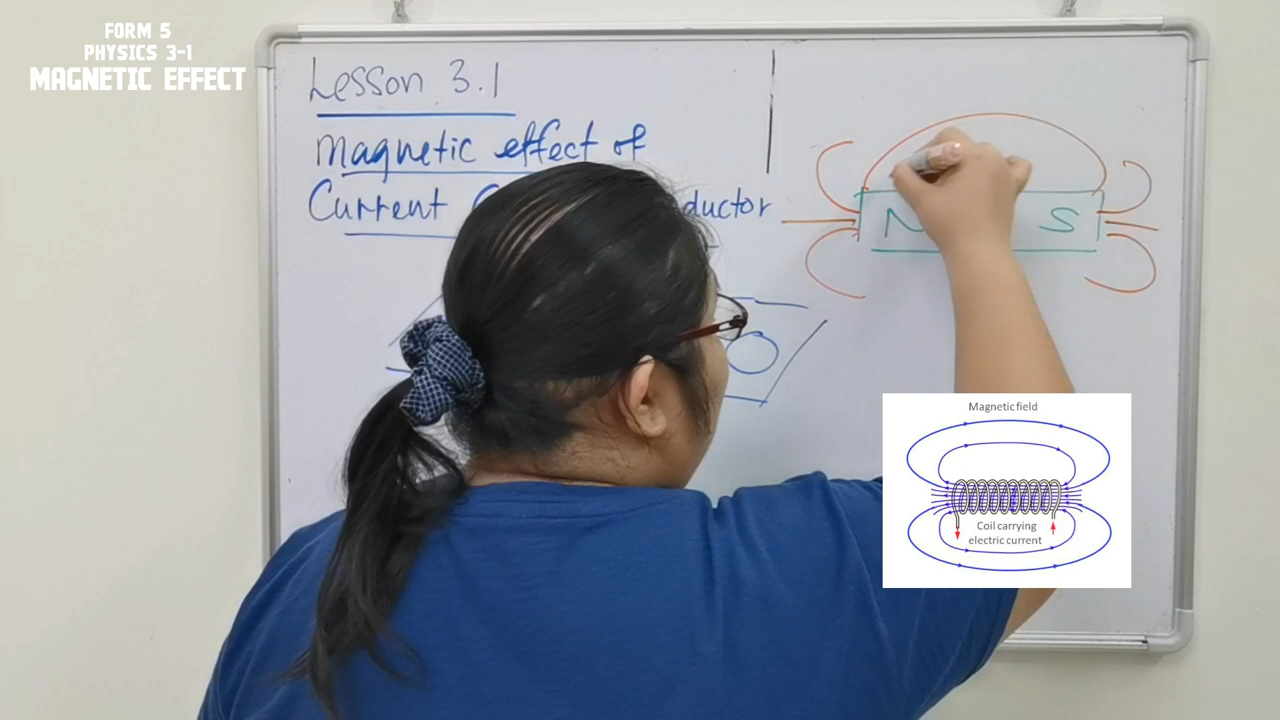 FORM 5
PHYSICS 3-1
MAGNETIC EFFECT
Lesson 3.1
Magnetic effect of
Current ductor
N S
Magnetic field
Coil carrying
electric current